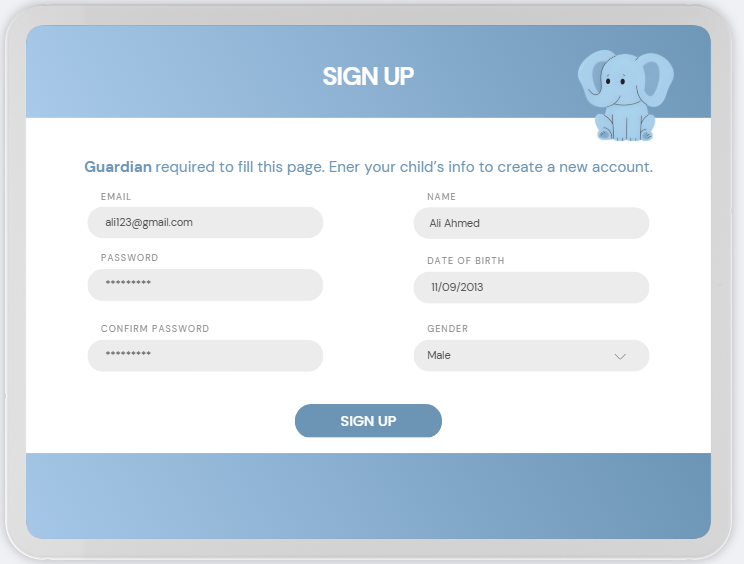 SIGN UP
Guardian required to fill this page. Ener your child's info to create a new account.
EMAIL
ali123@gmail.com
PASSWORD
*********
CONFIRM PASSWORD
*********
NAME
Ali Ahmed
DATE OF BIRTH
11/09/2013
GENDER
Male
SIGN UP